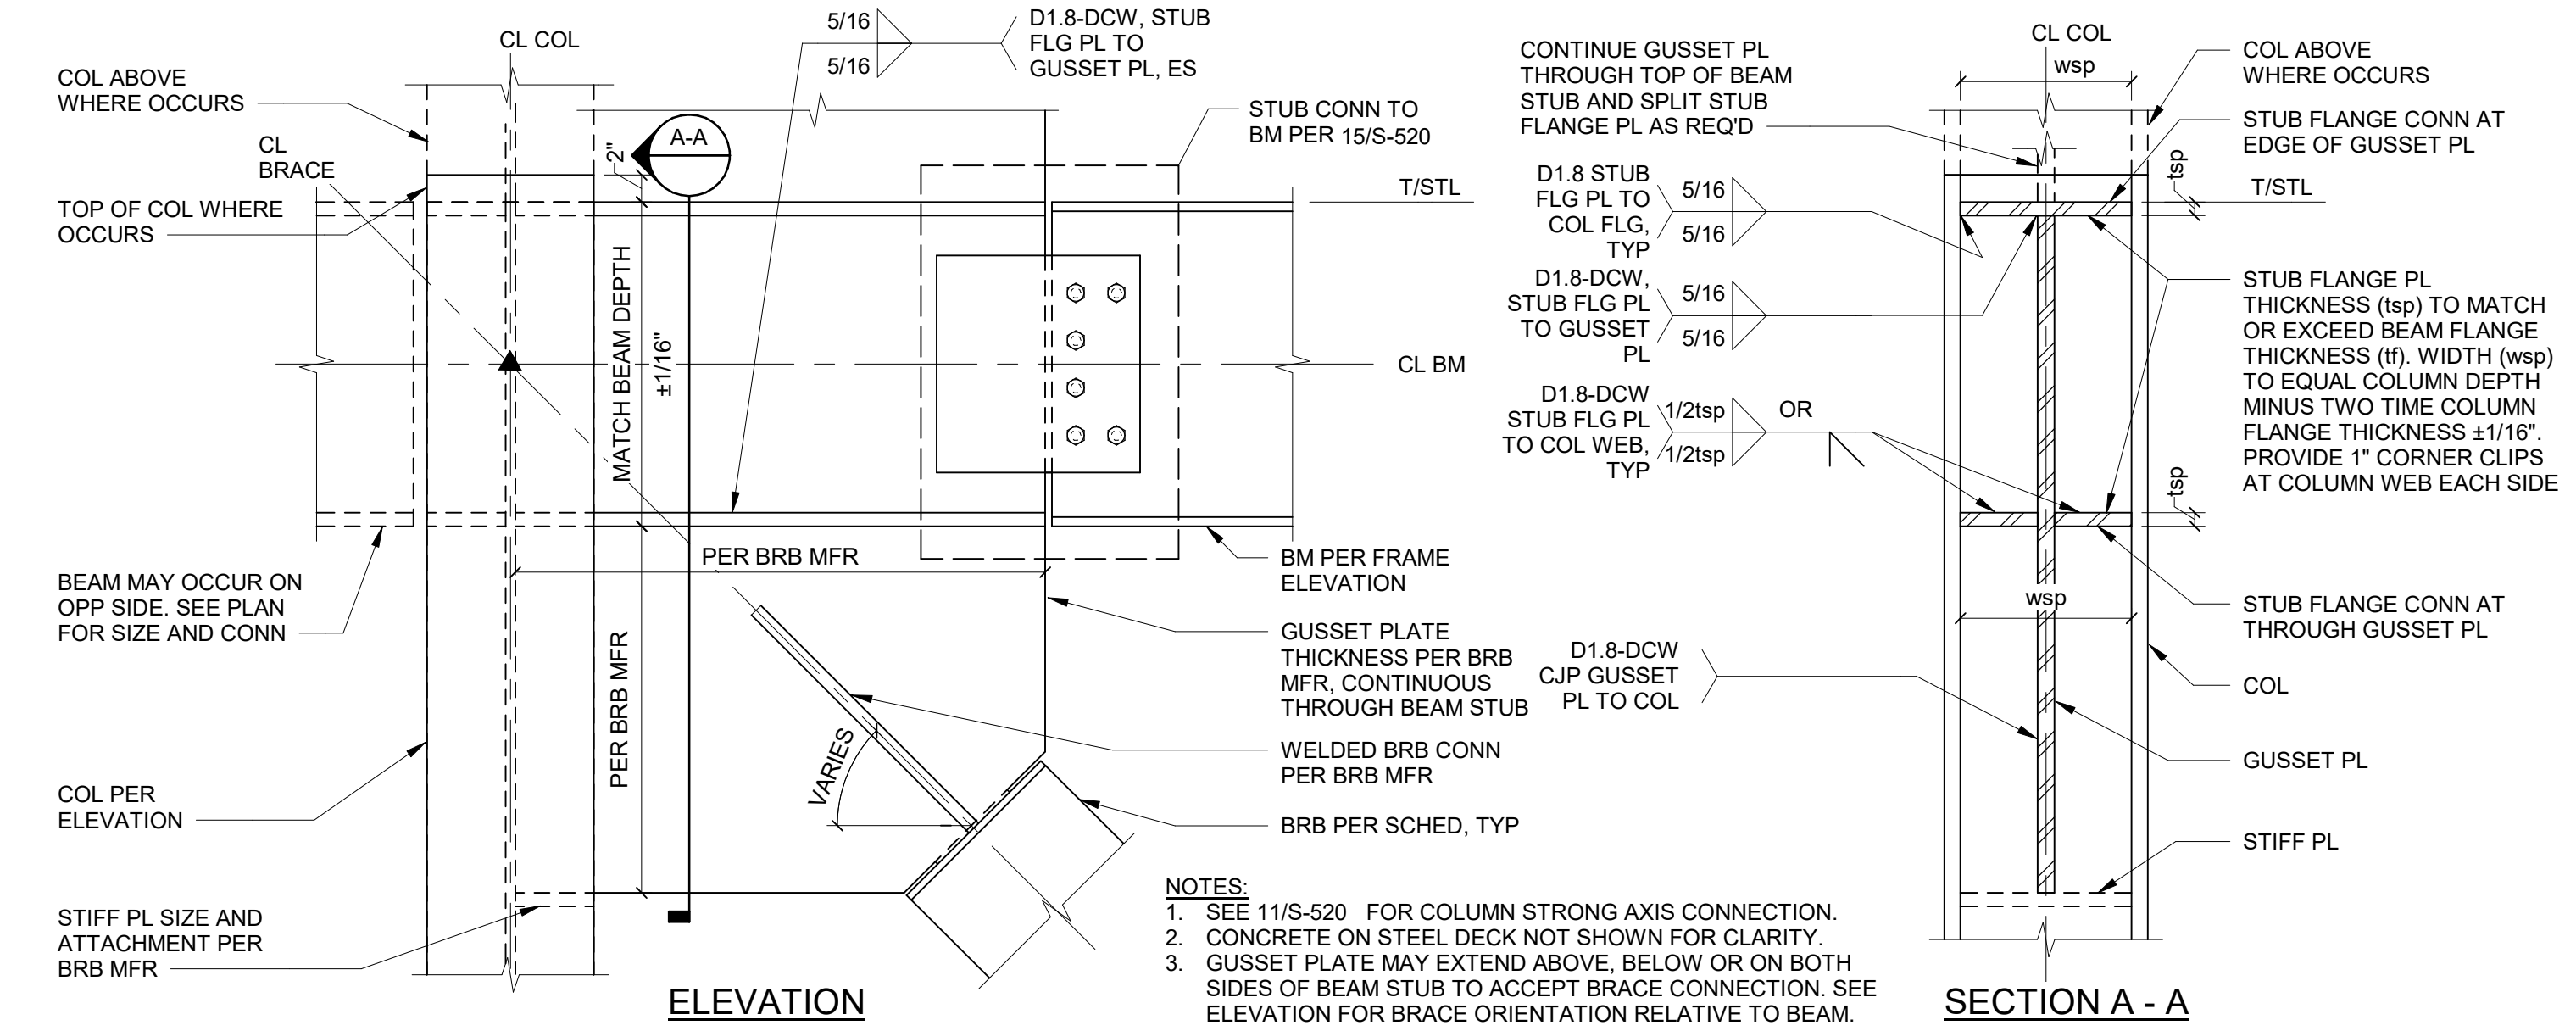 CL COL
COL ABOVE
WHERE OCCURS
CL
BRACE
TOP OF COL WHERE
OCCURS
BEAM MAY OCCUR ON
OPP SIDE. SEE PLAN
FOR SIZE AND CONN
COL PER
ELEVATION
STIFF PL SIZE AND
ATTACHMENT PER
BRB MFR
5/16
5/16
D1.8-DCW, STUB
FLG PL TO
GUSSET PL, ES
A-A
2"
MATCH BEAM DEPTH
±1/16"
PER BRB MFR
PER BRB MFR
VARIES
STUB CONN TO
BM PER 15/S-520
T/STL
CL BM
BM PER FRAME
ELEVATION
GUSSET PLATE
THICKNESS PER BRB
MFR, CONTINUOUS
THROUGH BEAM STUB
WELDED BRB CONN
PER BRB MFR
BRB PER SCHED, TYP
ELEVATION
NOTES:
1. SEE 11/S-520 FOR COLUMN STRONG AXIS CONNECTION.
2. CONCRETE ON STEEL DECK NOT SHOWN FOR CLARITY.
3. GUSSET PLATE MAY EXTEND ABOVE, BELOW OR ON BOTH
SIDES OF BEAM STUB TO ACCEPT BRACE CONNECTION. SEE
ELEVATION FOR BRACE ORIENTATION RELATIVE TO BEAM.
CONTINUE GUSSET PL
THROUGH TOP OF BEAM
STUB AND SPLIT STUB
FLANGE PL AS REQ'D
D1.8 STUB
FLG PL TO
COL FLG,
TYP
5/16
5/16
D1.8-DCW,
STUB FLG PL
TO GUSSET
PL
5/16
5/16
D1.8-DCW
STUB FLG PL
TO COL WEB,
TYP
1/2tsp
1/2tsp
OR
D1.8-DCW
CJP GUSSET
PL TO COL
CL COL
wsp
tsp
tsp
wsp
COL ABOVE
WHERE OCCURS
STUB FLANGE CONN AT
EDGE OF GUSSET PL
T/STL
STUB FLANGE PL
THICKNESS (tsp) TO MATCH
OR EXCEED BEAM FLANGE
THICKNESS (tf). WIDTH (wsp)
TO EQUAL COLUMN DEPTH
MINUS TWO TIME COLUMN
FLANGE THICKNESS ±1/16".
PROVIDE 1" CORNER CLIPS
AT COLUMN WEB EACH SIDE
STUB FLANGE CONN AT
THROUGH GUSSET PL
COL
GUSSET PL
STIFF PL
SECTION A - A